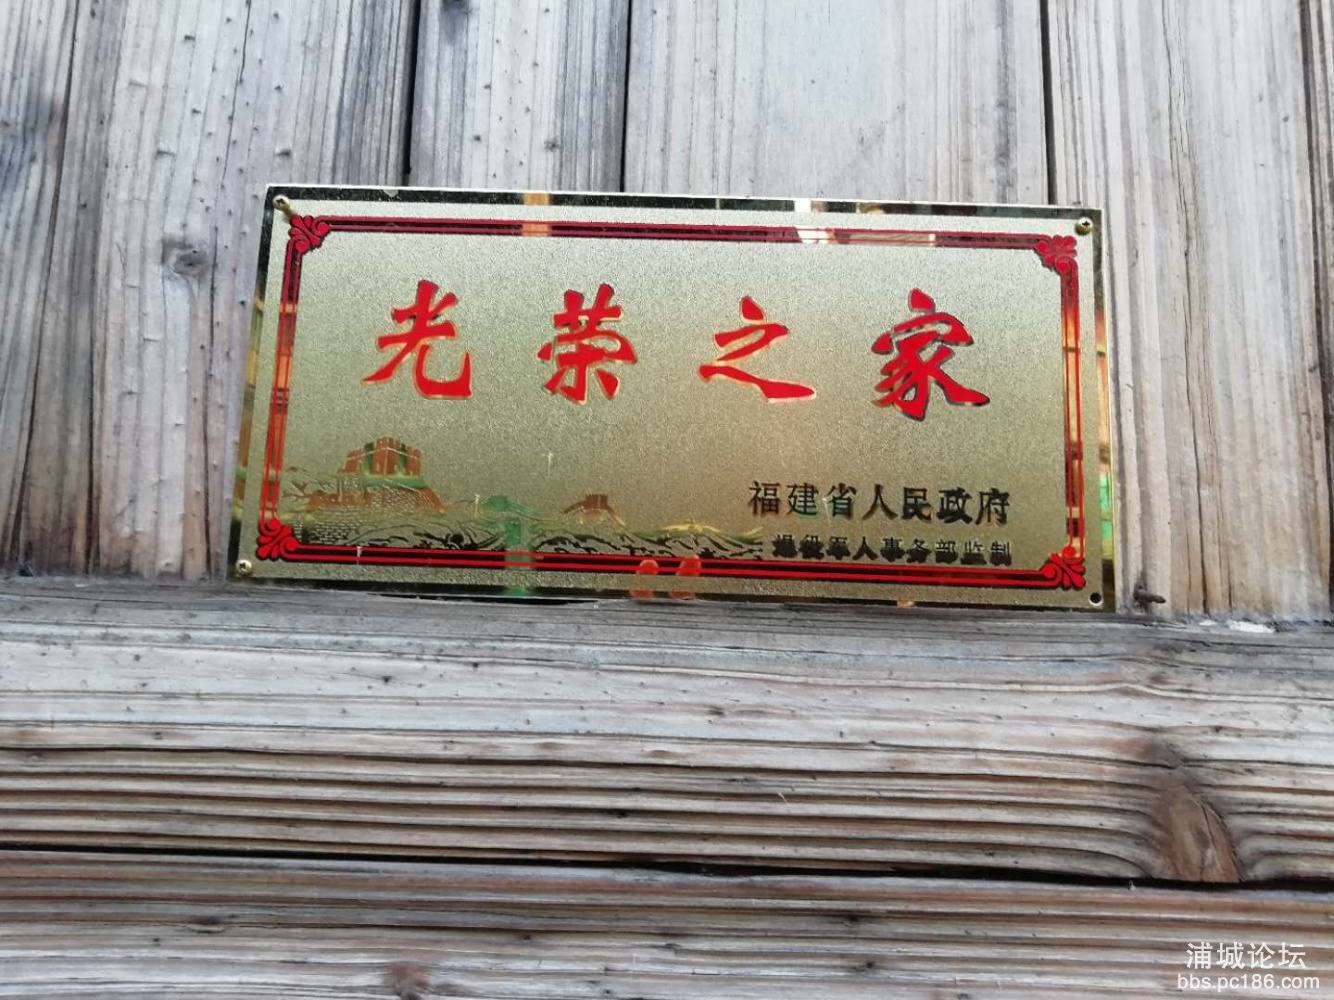 光荣之家
福建省人民政府
退役军人事务部监制
浦城论坛
bbs.pc186.com